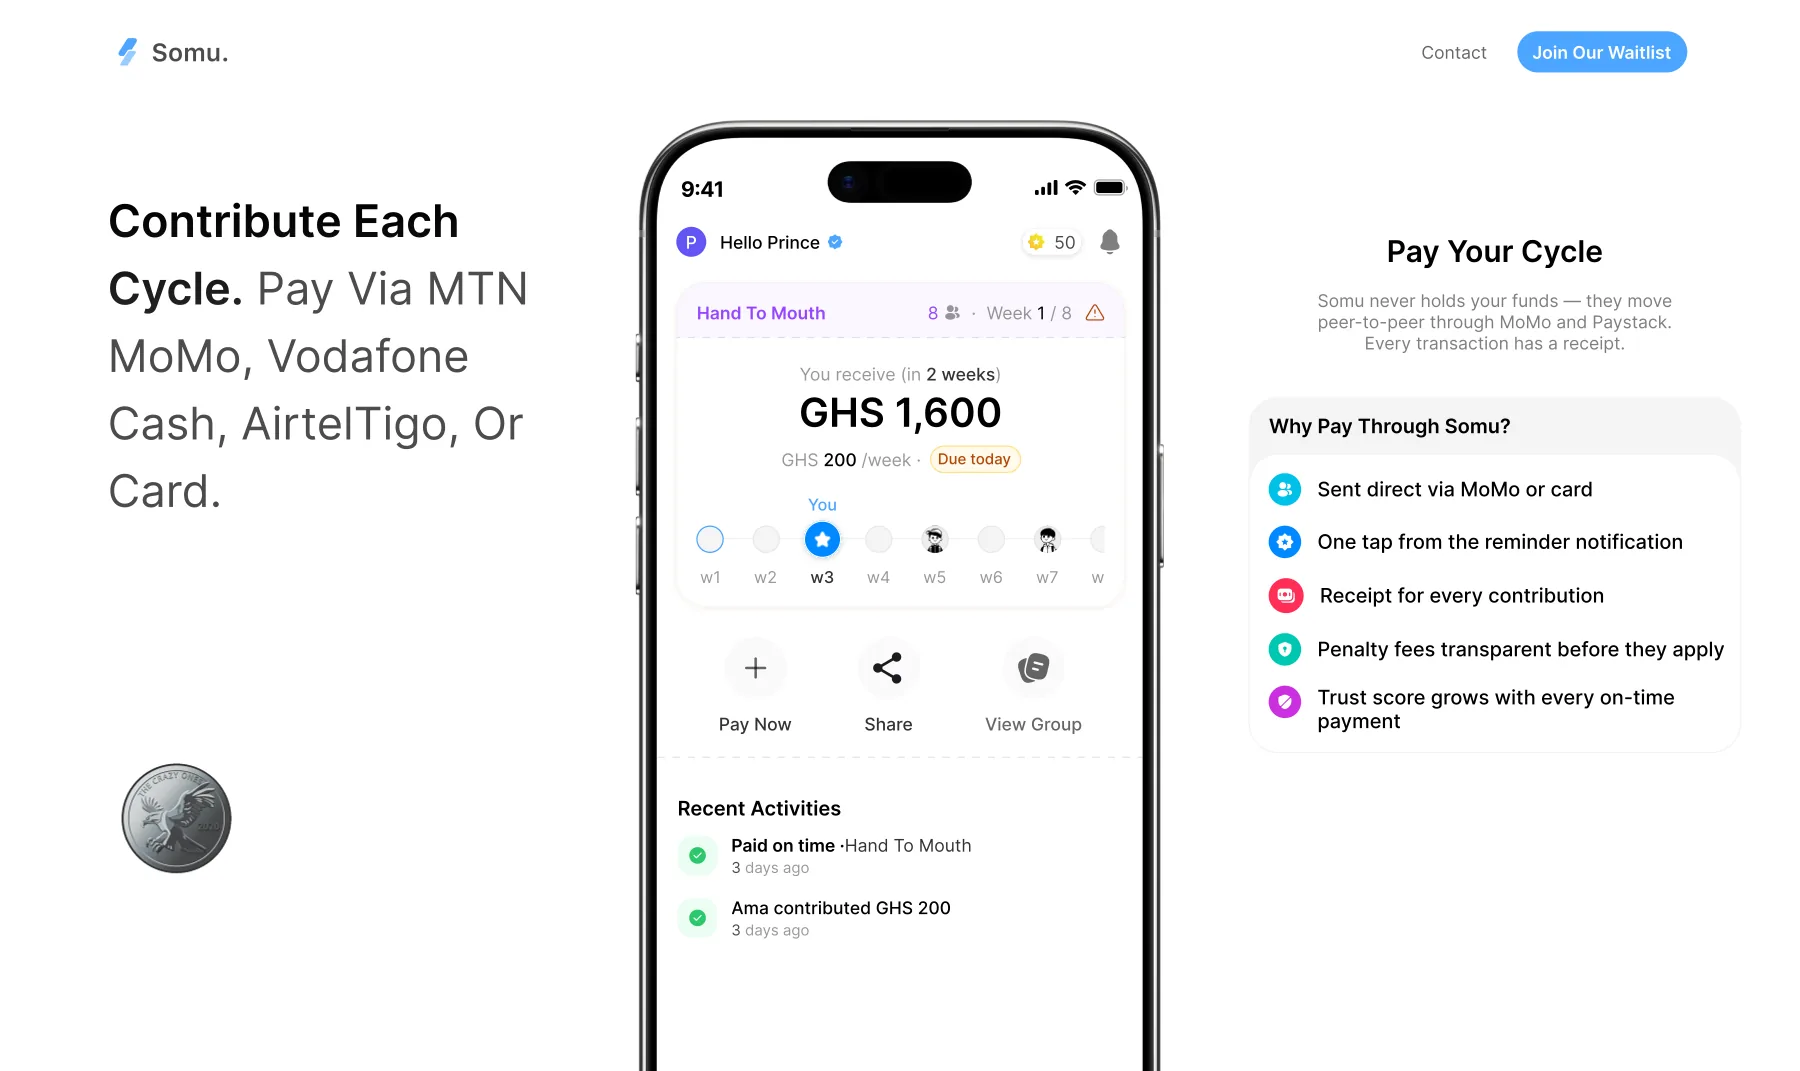 Somu.
Contact
Join Our Waitlist
Contribute Each
Cycle. Pay Via MTN
MoMo, Vodafone
Cash, AirtelTigo, Or
Card.
THE CRAZY ONES
2020
9:41
P
Hello Prince
50
Hand To Mouth
8 · Week 1 / 8
You receive (in 2 weeks)
GHS 1,600
GHS 200 /week · Due today
You
w1 w2 w3 w4 w5 w6 w7 w
Pay Now
Share
View Group
Recent Activities
Paid on time ·Hand To Mouth
3 days ago
Ama contributed GHS 200
3 days ago
Pay Your Cycle
Somu never holds your funds — they move
peer-to-peer through MoMo and Paystack.
Every transaction has a receipt.
Why Pay Through Somu?
Sent direct via MoMo or card
One tap from the reminder notification
Receipt for every contribution
Penalty fees transparent before they apply
Trust score grows with every on-time
payment